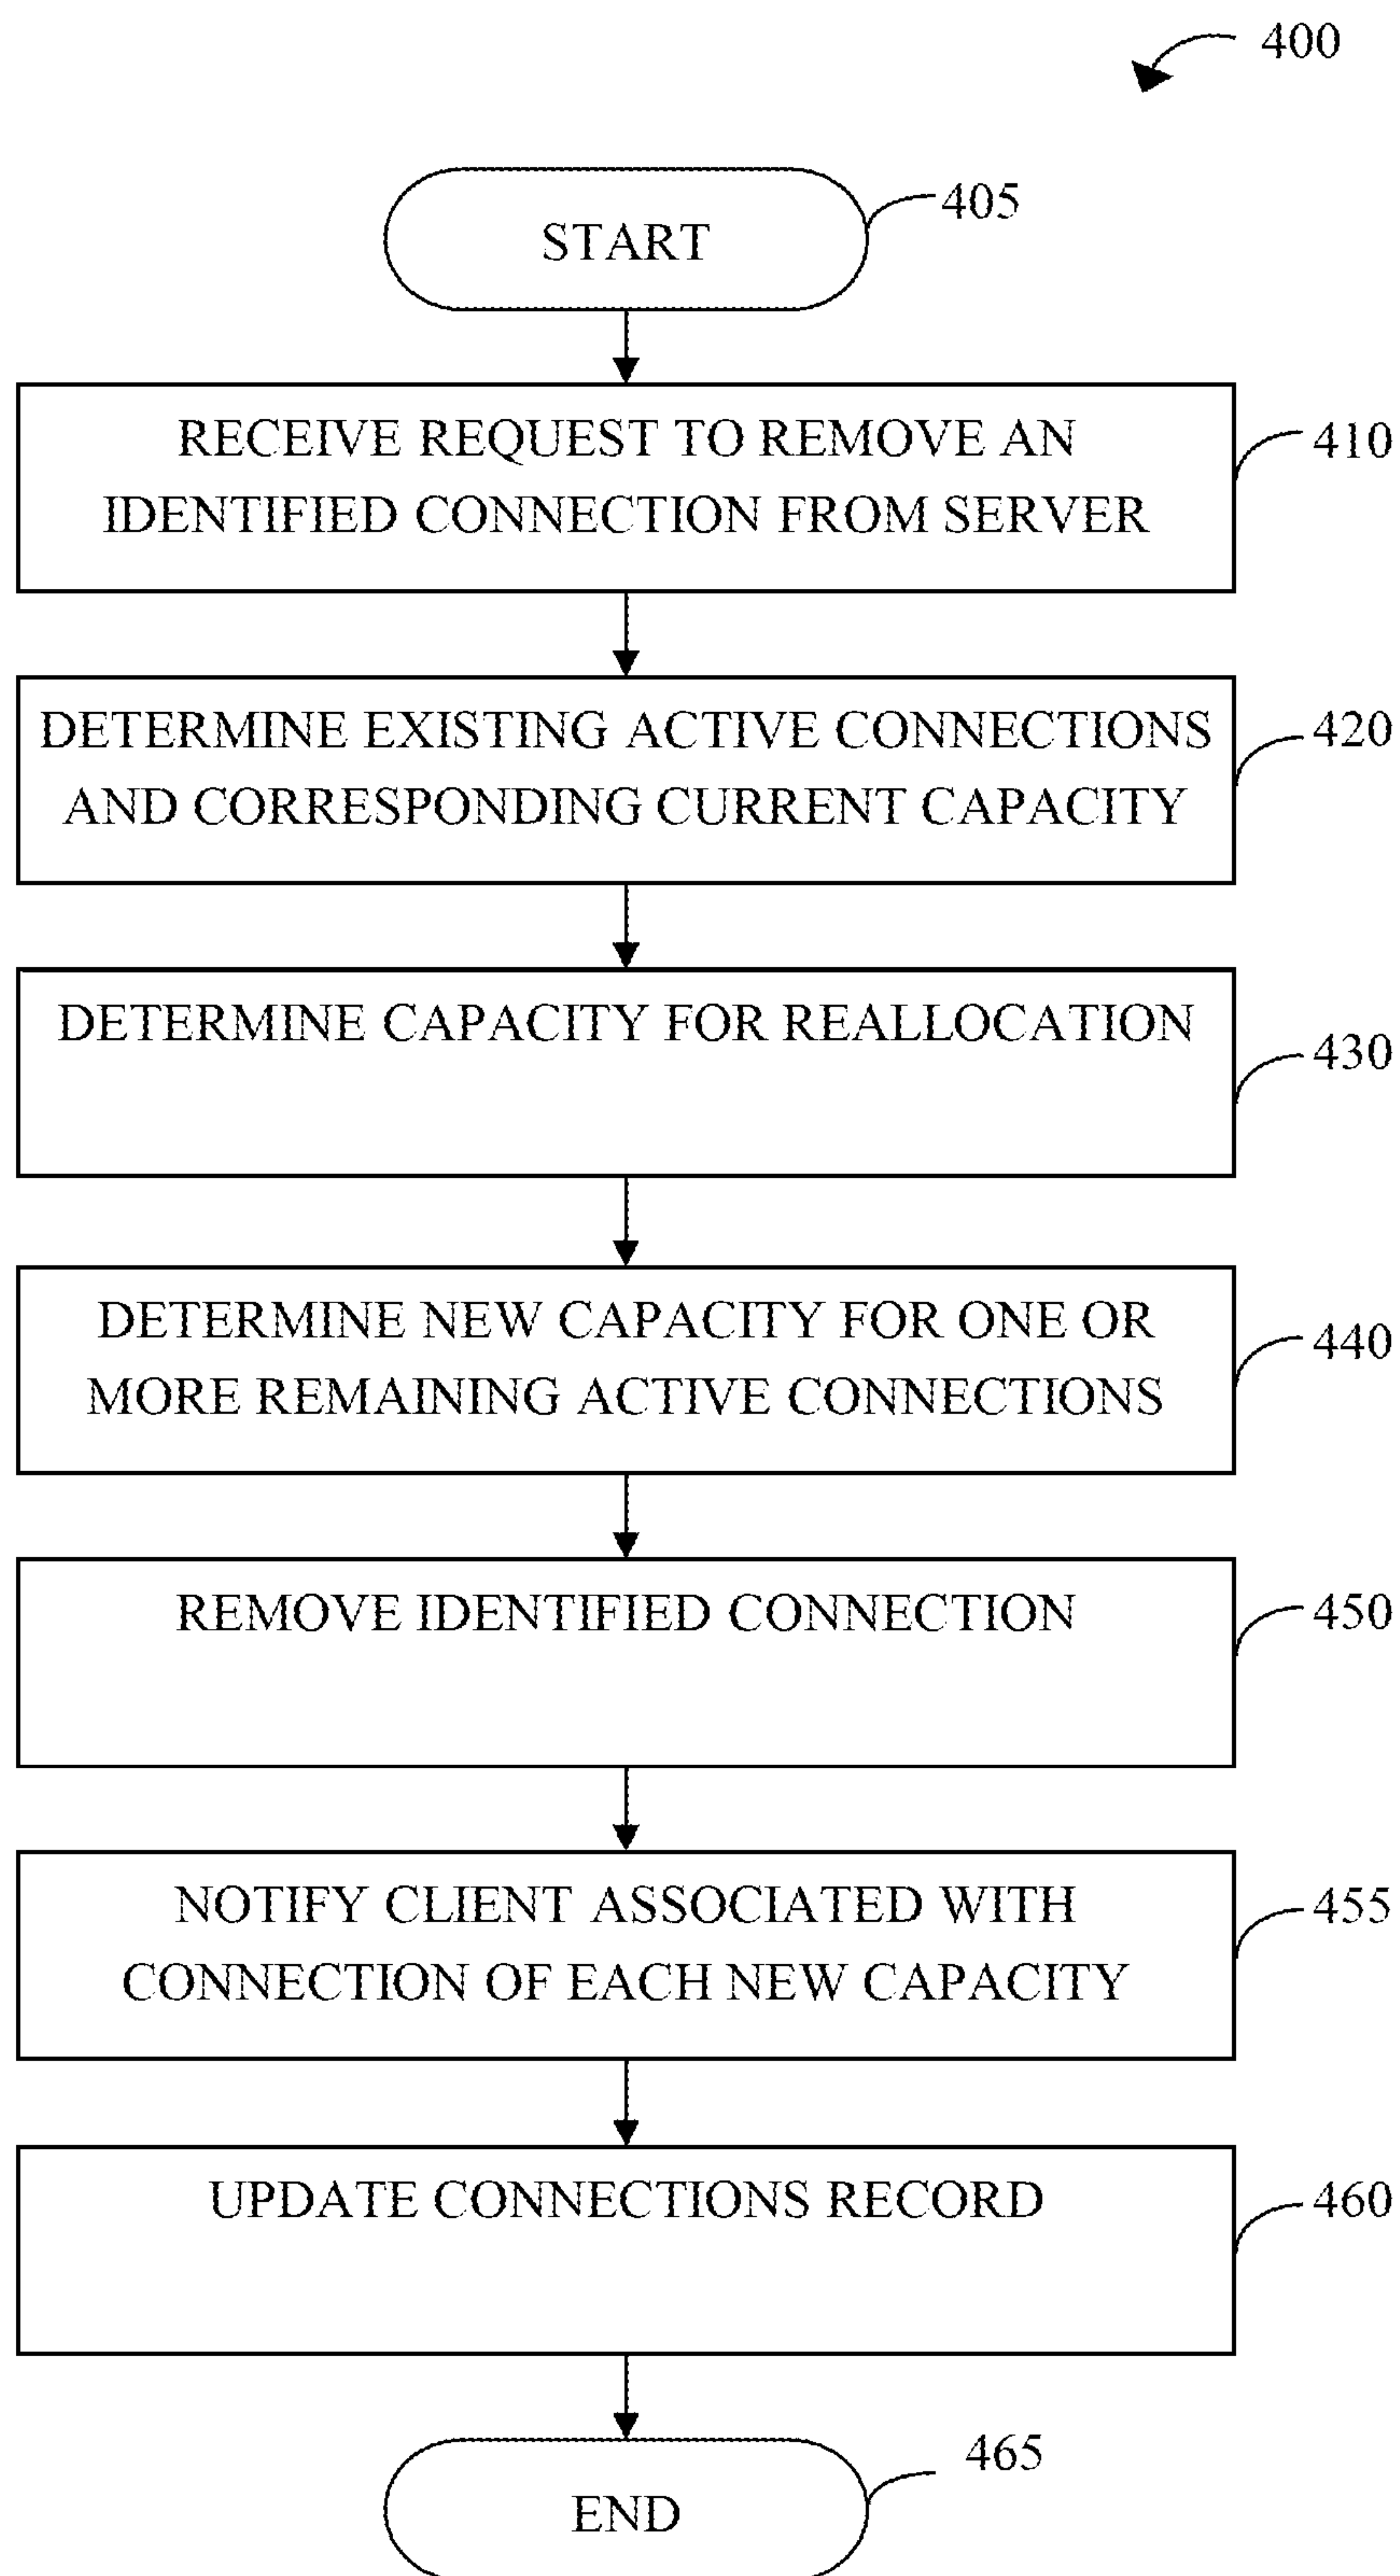 400
START
405
RECEIVE REQUEST TO REMOVE AN
IDENTIFIED CONNECTION FROM SERVER
410
DETERMINE EXISTING ACTIVE CONNECTIONS
AND CORRESPONDING CURRENT CAPACITY
420
DETERMINE CAPACITY FOR REALLOCATION
430
DETERMINE NEW CAPACITY FOR ONE OR
MORE REMAINING ACTIVE CONNECTIONS
440
REMOVE IDENTIFIED CONNECTION
450
NOTIFY CLIENT ASSOCIATED WITH
CONNECTION OF EACH NEW CAPACITY
455
UPDATE CONNECTIONS RECORD
460
END
465